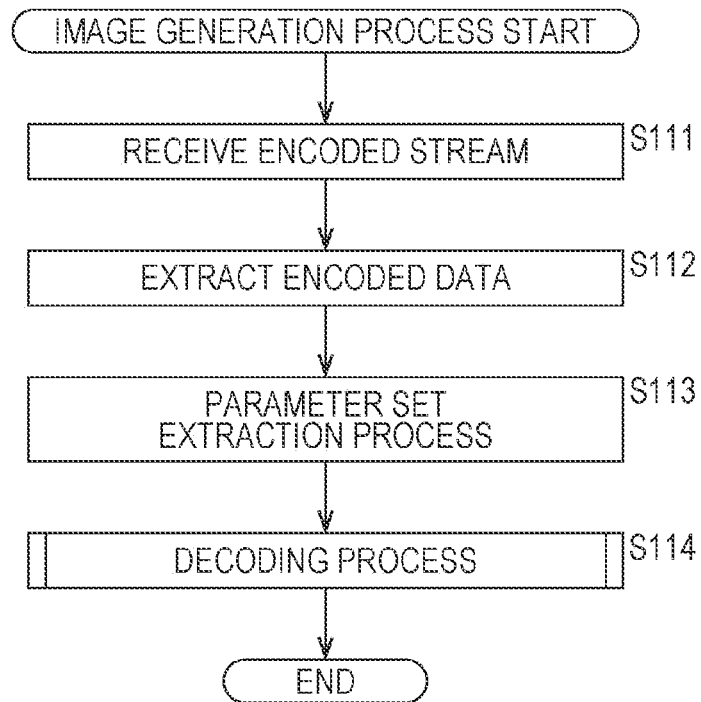 IMAGE GENERATION PROCESS START
RECEIVE ENCODED STREAM
S111
EXTRACT ENCODED DATA
S112
PARAMETER SET
EXTRACTION PROCESS
S113
DECODING PROCESS
S114
END